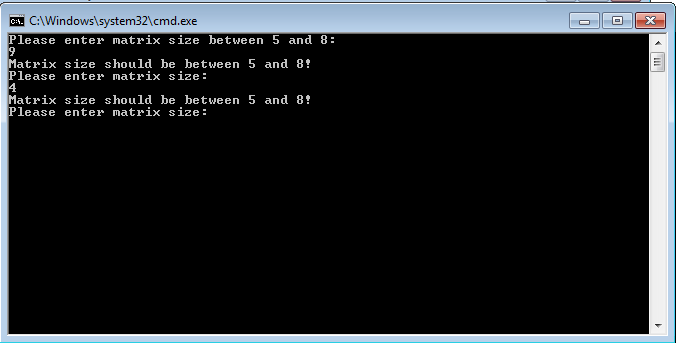 C:\Windows\system32\cmd.exe
Please enter matrix size between 5 and 8:
9
Matrix size should be between 5 and 8!
Please enter matrix size:
4
Matrix size should be between 5 and 8!
Please enter matrix size: